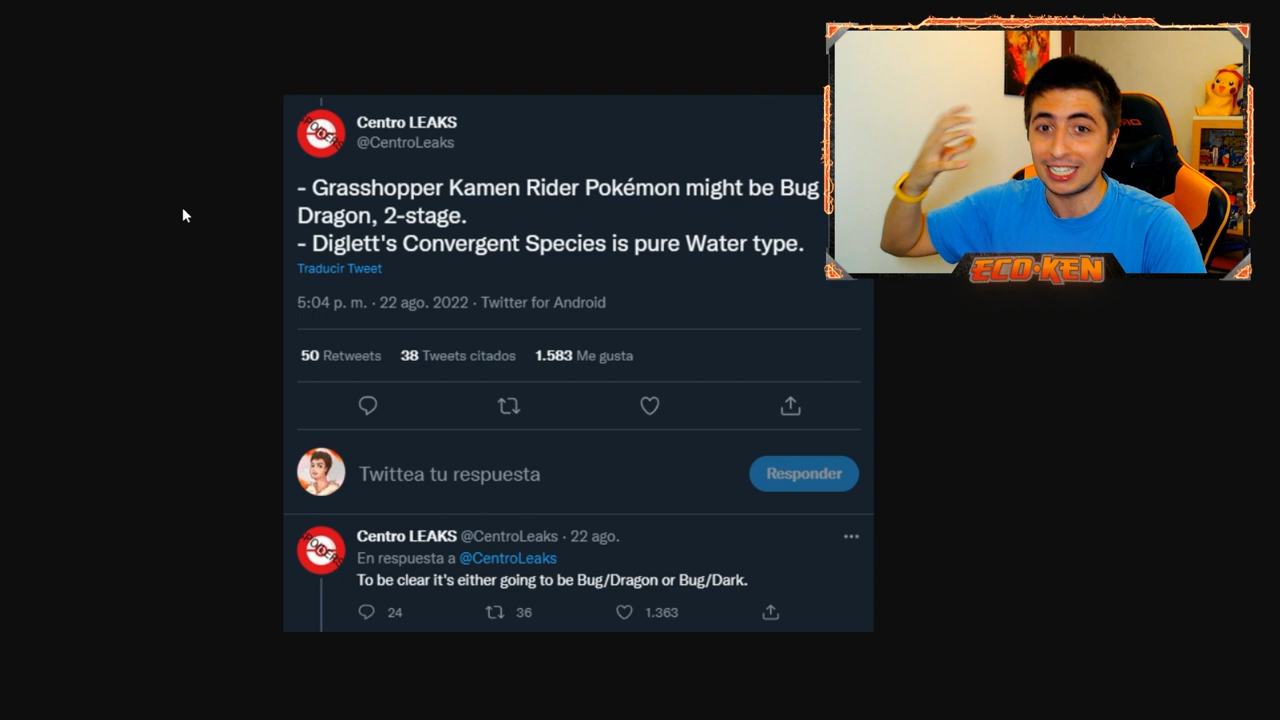 Centro LEAKS
@CentroLeaks
- Grasshopper Kamen Rider Pokémon might be Bug
Dragon, 2-stage.
- Diglett's Convergent Species is pure Water type.
Traducir Tweet
5:04 p. m. · 22 ago. 2022 · Twitter for Android
50 Retweets 38 Tweets citados 1.583 Me gusta
Twittea tu respuesta
Responder
Centro LEAKS @CentroLeaks · 22 ago.
En respuesta a @CentroLeaks
To be clear it's either going to be Bug/Dragon or Bug/Dark.
24 36 1.363
ECO·KEN